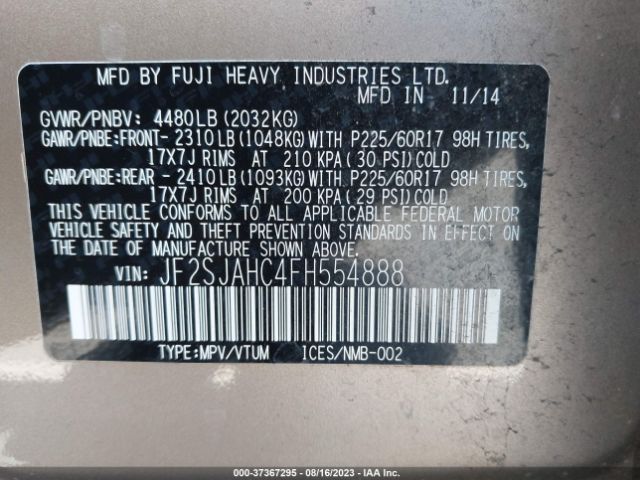 MFD BY FUJI HEAVY INDUSTRIES LTD.
MFD IN 11/14
GVWR/PNBV: 4480LB (2032KG)
GAWR/PNBE:FRONT- 2310LB(1048KG)WITH P225/60R17 98H TIRES,
17X7J RIMS AT 210 KPA(30 PSI)COLD
GAWR/PNBE:REAR - 2410LB(1093KG)WITH P225/60R17 98H TIRES,
17X7J RIMS AT 200 KPA(29 PSI)COLD
THIS VEHICLE CONFORMS TO ALL APPLICABLE FEDERAL MOTOR
VEHICLE SAFETY AND THEFT PREVENTION STANDARDS IN EFFECT
ON THE DATE OF MANUFACTURE SHOWN ABOVE.
VIN: JF2SJAHC4FH554888
TYPE:MPV/VTUM ICES/NMB-002
000-37367295 - 08/16/2023 - IAA Inc.